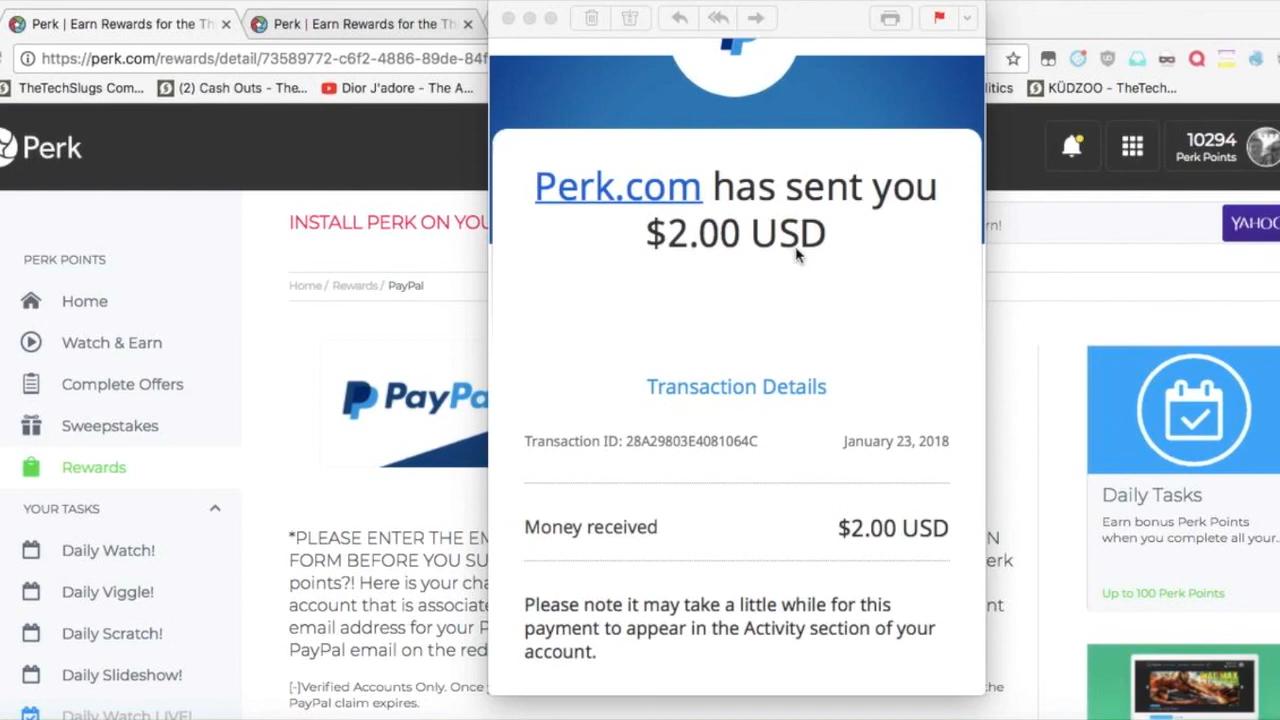 Perk | Earn Rewards for the Th
Perk | Earn Rewards for the Th
https://perk.com/rewards/detail/73589772-c6f2-4886-89de-84f
TheTechSlugs Com...
(2) Cash Outs - The...
Dior J'adore - The A...
litics
KÜDZOO - TheTech...
Perk
10294
Perk Points
PERK POINTS
Home
Watch & Earn
Complete Offers
Sweepstakes
Rewards
YOUR TASKS
Daily Watch!
Daily Viggle!
Daily Scratch!
Daily Slideshow!
Daily Watch LIVE!
INSTALL PERK ON YOU
rn!
YAHOO
Home / Rewards / PayPal
PayPa
*PLEASE ENTER THE EM
N
FORM BEFORE YOU SU
erk
points?! Here is your cha
account that is associate
nt
email address for your P
PayPal email on the red
[-]Verified Accounts Only. Once
the
PayPal claim expires.
Perk.com has sent you
$2.00 USD
Transaction Details
Transaction ID: 28A29803E4081064C
January 23, 2018
Money received
$2.00 USD
Please note it may take a little while for this
payment to appear in the Activity section of your
account.
Daily Tasks
Earn bonus Perk Points
when you complete all your...
Up to 100 Perk Points